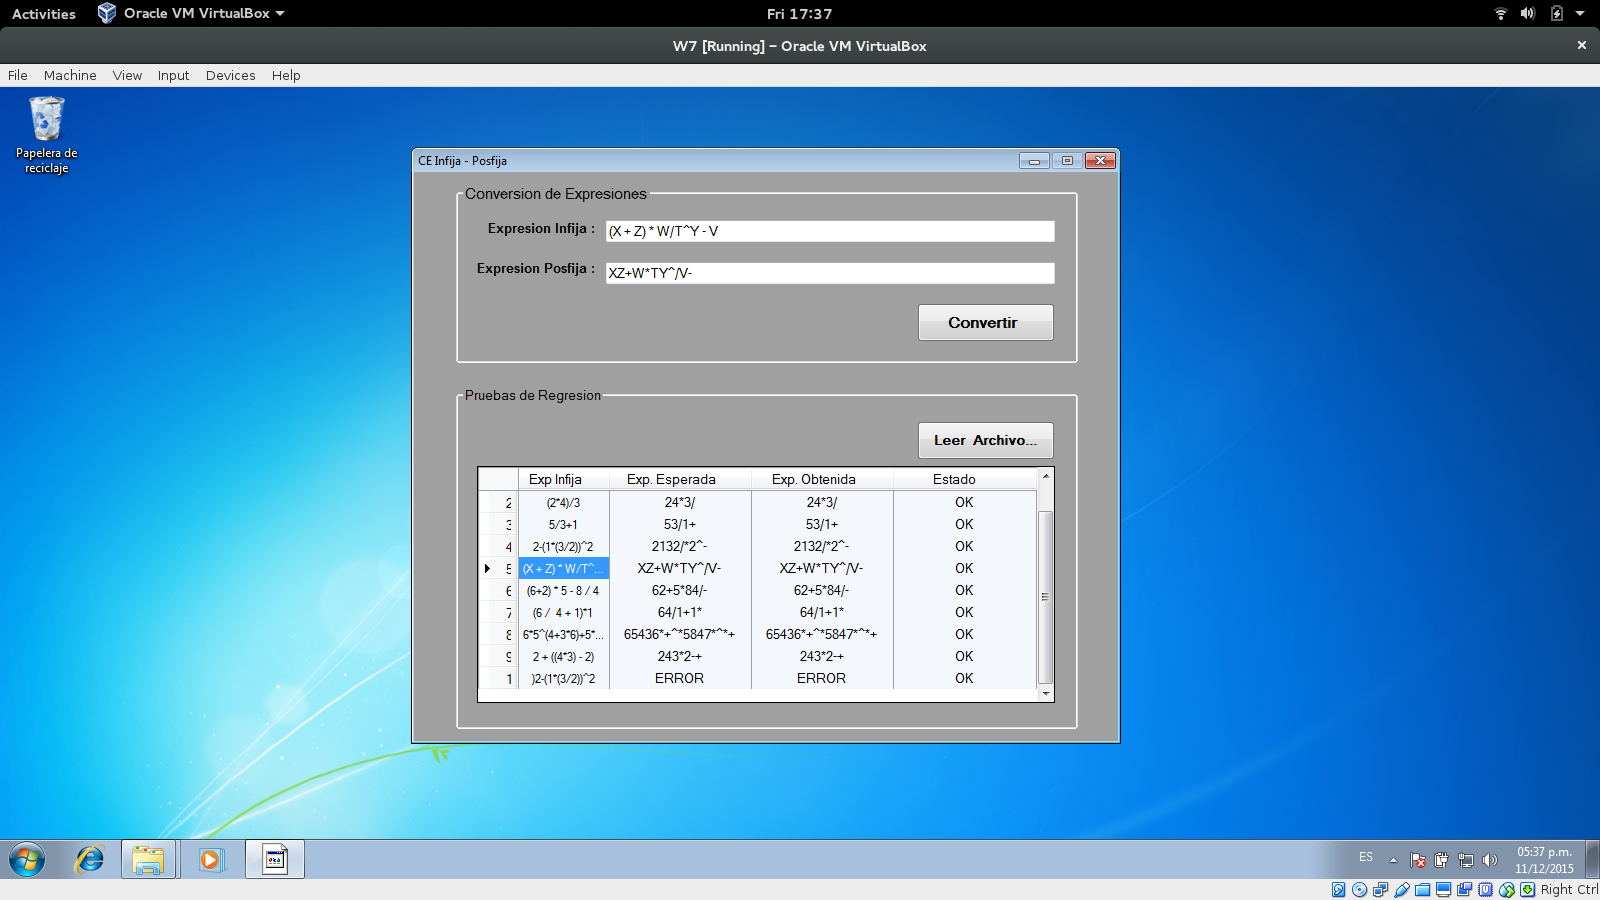 Activities Oracle VM VirtualBox Fri 17:37
W7 [Running] - Oracle VM VirtualBox
File Machine View Input Devices Help
Papelera de
reciclaje
CE Infija - Posfija
Conversion de Expresiones
Expresion Infija : (X + Z) * W/T^Y - V
Expresion Posfija : XZ+W*TY^/V-
Convertir
Pruebas de Regresion
Leer Archivo...
Exp Infija Exp. Esperada Exp. Obtenida Estado
2 (2*4)/3 24*3/ 24*3/ OK
3 5/3+1 53/1+ 53/1+ OK
4 2-(1*(3/2))^2 2132/*2^- 2132/*2^- OK
5 (X + Z) * W/T^... XZ+W*TY^/V- XZ+W*TY^/V- OK
6 (6+2) * 5 - 8 / 4 62+5*84/- 62+5*84/- OK
7 (6 / 4 + 1)*1 64/1+1* 64/1+1* OK
8 6*5^(4+3*6)+5*... 65436*+^*5847*^*+ 65436*+^*5847*^*+ OK
9 2 + ((4*3) - 2) 243*2-+ 243*2-+ OK
1 )2-(1*(3/2))^2 ERROR ERROR OK
ES 05:37 p.m.
11/12/2015
Right Ctrl